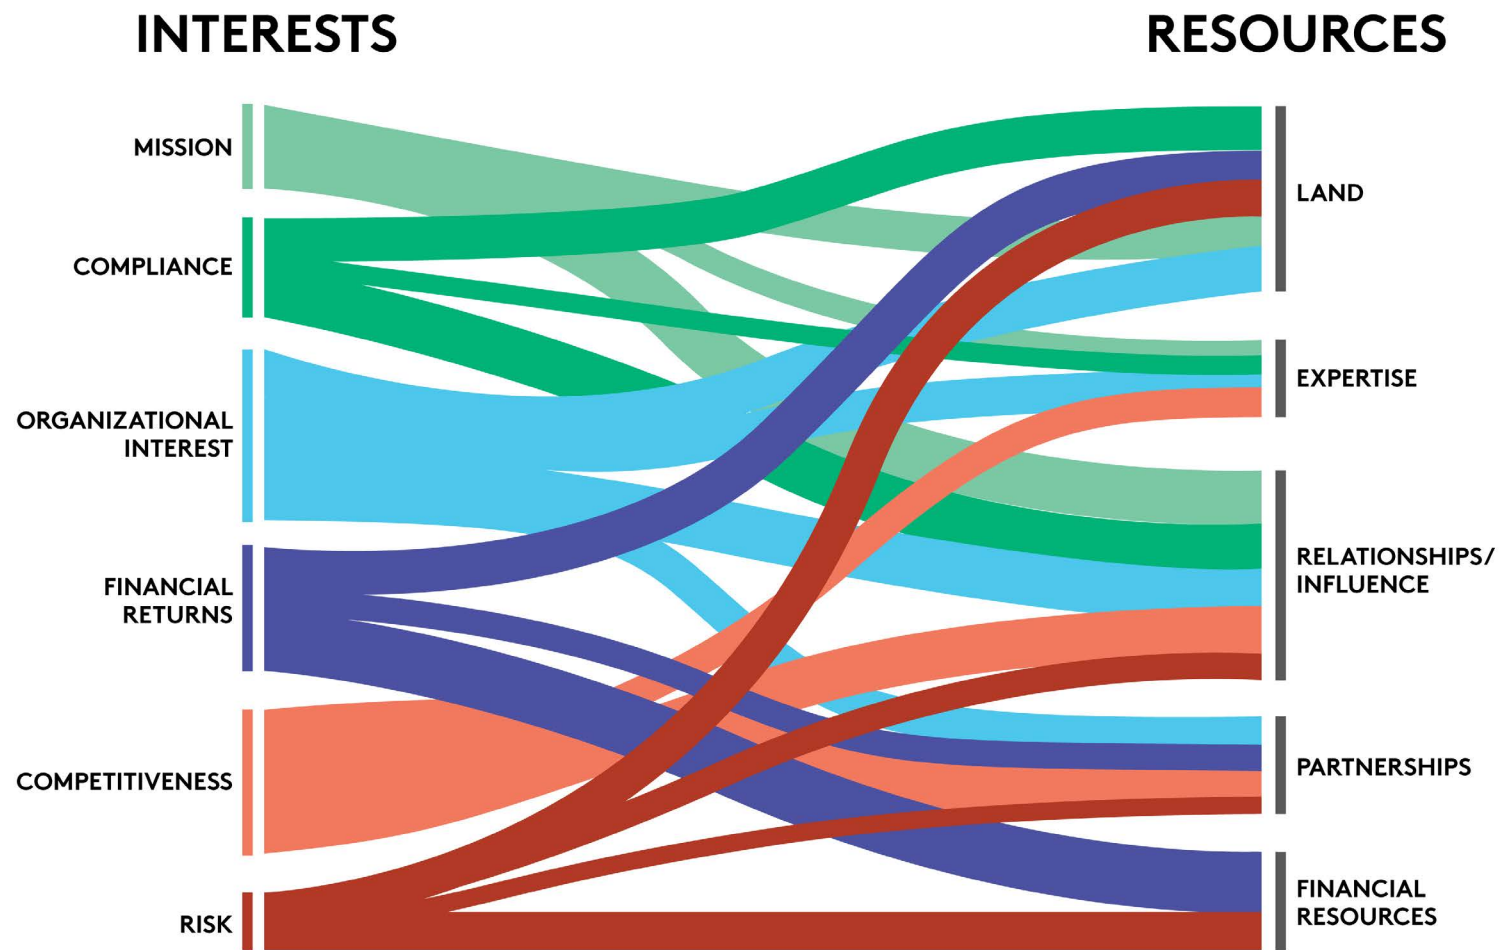 INTERESTS
MISSION
COMPLIANCE
ORGANIZATIONAL
INTEREST
FINANCIAL
RETURNS
COMPETITIVENESS
RISK
RESOURCES
LAND
EXPERTISE
RELATIONSHIPS/
INFLUENCE
PARTNERSHIPS
FINANCIAL
RESOURCES